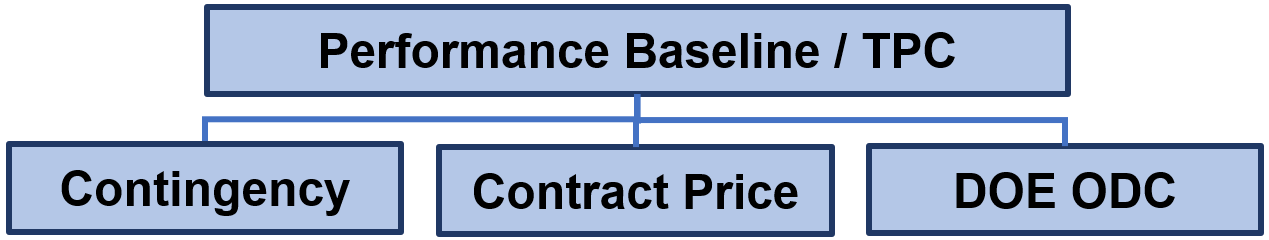 Performance Baseline / TPC
Contingency
Contract Price
DOE ODC